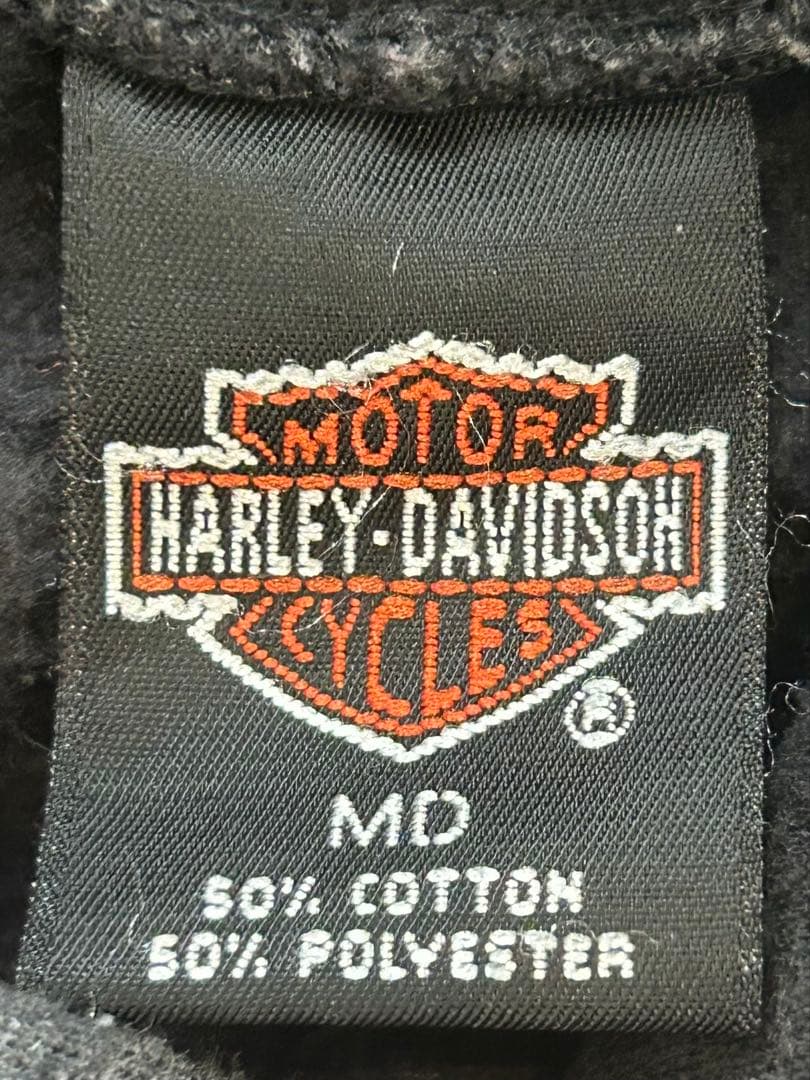 MOTOR
HARLEY-DAVIDSON
CYCLES
®
MD
50% COTTON
50% POLYESTER